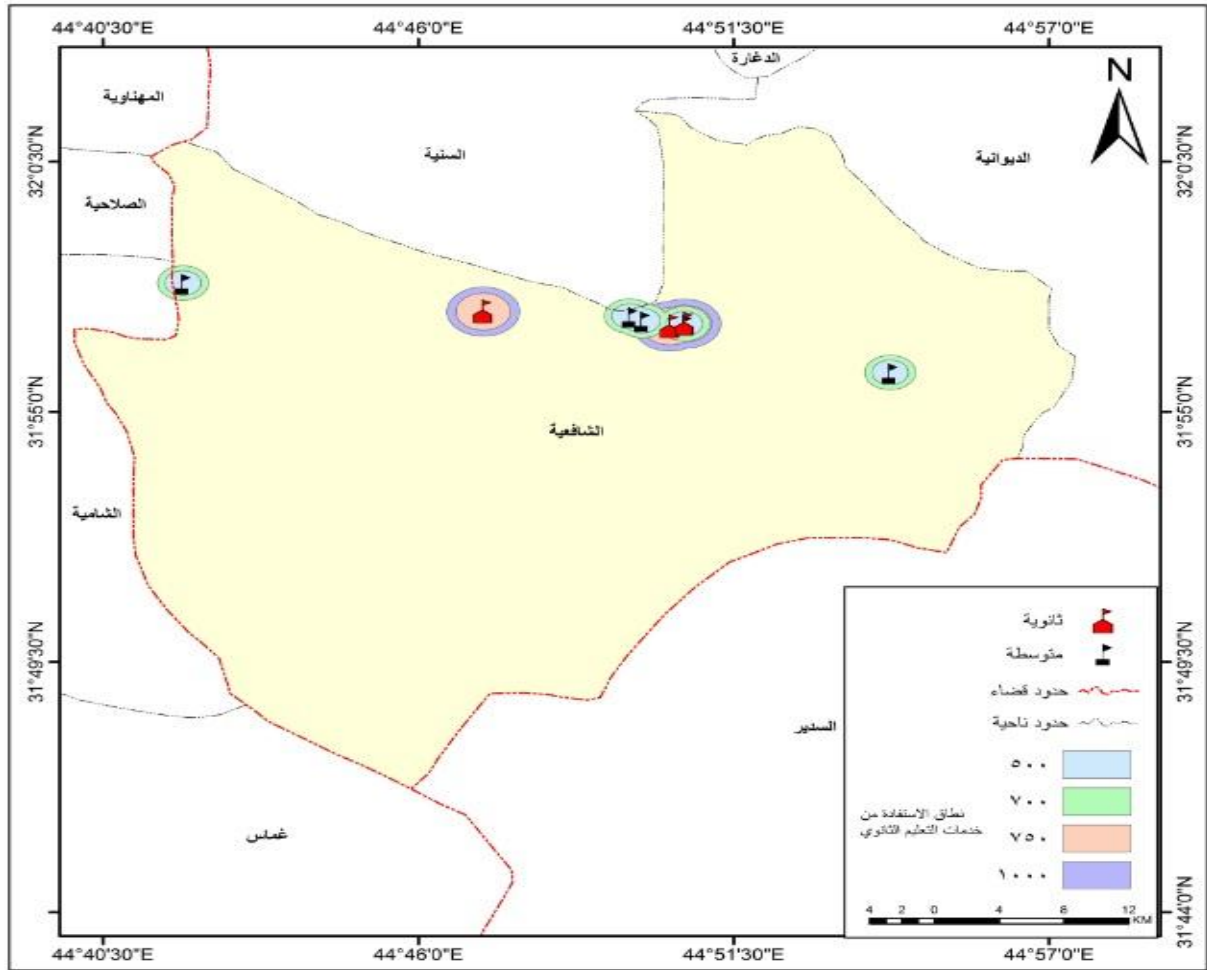 44°40'30"E
44°46'0"E
44°51'30"E
44°57'0"E
الدغارة
المهناوية
N
السنية
الديوانية
32°0'30"N
32°0'30"N
الصلاحية
31°55'0"N
31°55'0"N
الشافعية
الشامية
31°49'30"N
31°49'30"N
السدير
غماس
ثانوية
متوسطة
حدود قضاء
حدود ناحية
٥٠٠
٧٠٠
نطاق الاستفادة من
خدمات التعليم الثانوي
٧٥٠
١٠٠٠
4 2 0 4 8 12
KM
31°44'0"N
31°44'0"N
44°40'30"E
44°46'0"E
44°51'30"E
44°57'0"E